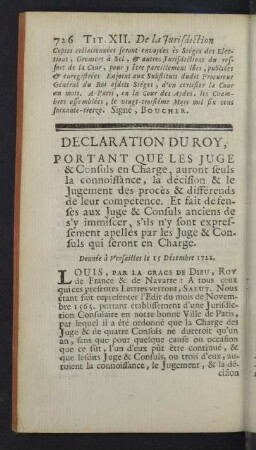 726 TIT. XII. De la Jurisdiction
Copies collationnées seront envoyées ès Siéges des Elec-
tions, Greniers à Sel, & autres Jurisdictions du res-
sort de la Cour, pour y être pareillement lûes, publiées
& enregistrées Enjoint aux Substituts dudit Procureur
Général du Roi esdits Siéges, d'en certifier la Cour
au mois. A Paris, en la Cour des Aydes, les Cham-
bres assemblées, le vingt-troisième Mars mil six cens
soixante-treize. Signé, BOUCHER.
DECLARATION DU ROY,
PORTANT QUE LES JUGE
& Consuls en Charge, auront seuls
la connoissance, la décision & le
Jugement des procès & différends
de leur competence. Et fait défen-
ses aux Juge & Consuls anciens de
s'y immiscer, s'ils n'y sont expres-
sément apellés par les Juge & Con-
suls qui seront en Charge.
Donnée à Versailles le 15 Décembre 1722.
LOUIS, PAR LA GRACE DE DIEU, ROY
de France & de Navarre : A tous ceux
qui ces presentes Lettres verront, SALUT. Nous
étant fait représenter l'Edit du mois de Novem-
bre 1563. portant établissement d'une Jurisdic-
tion Consulaire en notre bonne Ville de Paris,
par lequel il a été ordonné que la Charge des
Juge & de quatre Consuls ne dureroit qu'un
an, sans que pour quelque cause ou occasion
que ce fût, l'un d'eux pût être continué, &
que lesdits Juge & Consuls, ou trois d'eux, au-
roient la connoissance, le Jugement, & la dé-
cision